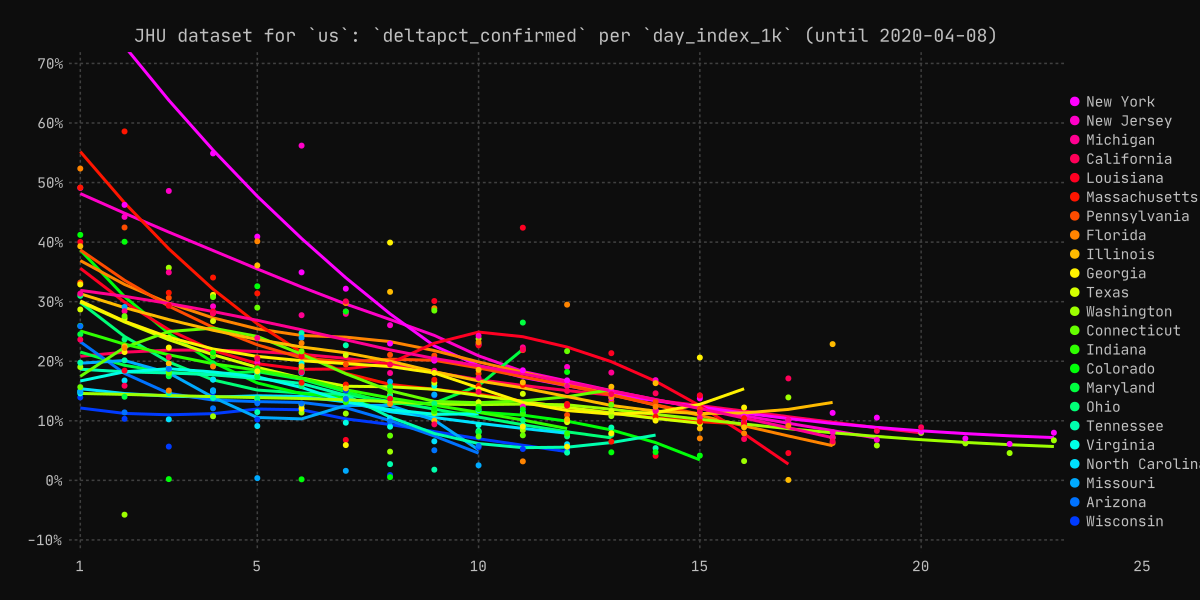 JHU dataset for `us`: `deltapct_confirmed` per `day_index_1k` (until 2020-04-08)
70%
60%
50%
40%
30%
20%
10%
0%
-10%
1 5 10 15 20 25
New York
New Jersey
Michigan
California
Louisiana
Massachusetts
Pennsylvania
Florida
Illinois
Georgia
Texas
Washington
Connecticut
Indiana
Colorado
Maryland
Ohio
Tennessee
Virginia
North Carolina
Missouri
Arizona
Wisconsin